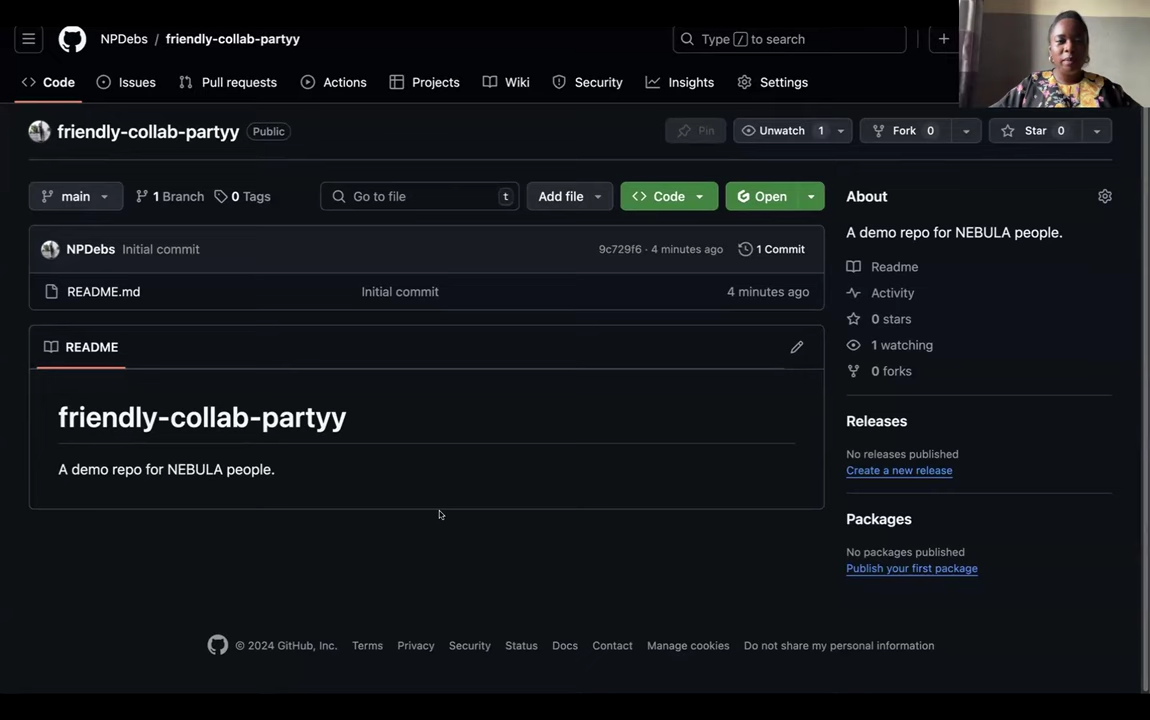 NPDebs / friendly-collab-partyy
Type / to search
Code Issues Pull requests Actions Projects Wiki Security Insights Settings
friendly-collab-partyy Public
Pin Unwatch 1 Fork 0 Star 0
main 1 Branch 0 Tags Go to file t Add file Code Open
NPDebs Initial commit 9c729f6 · 4 minutes ago 1 Commit
README.md Initial commit 4 minutes ago
README
friendly-collab-partyy
A demo repo for NEBULA people.
About
A demo repo for NEBULA people.
Readme
Activity
0 stars
1 watching
0 forks
Releases
No releases published
Create a new release
Packages
No packages published
Publish your first package
© 2024 GitHub, Inc. Terms Privacy Security Status Docs Contact Manage cookies Do not share my personal information